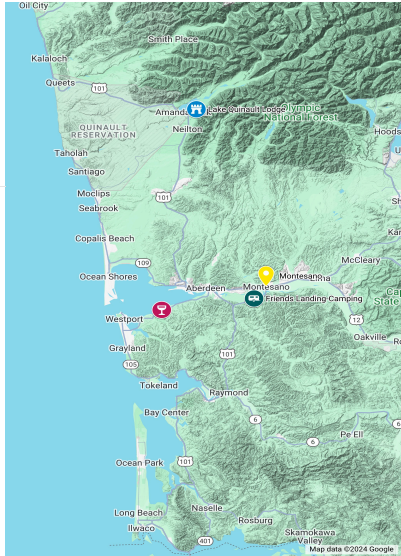 Oil City
Smith Place
Kalaloch
Queets
101
Amanda
Lake Quinault Lodge
Olympic
National Forest
Neilton
QUINAULT
RESERVATION
Hoods
Taholah
Santiago
Moclips
101
Seabrook
Copalis Beach
McCleary
109
Ocean Shores
Montesano
Aberdeen
Montesano
Friends Landing Camping
State
Westport
12
Oakville
Grayland
101
105
Tokeland
Raymond
Bay Center
6
Pe Ell
6
6
Ocean Park
101
Long Beach
Naselle
Ilwaco
Rosburg
Skamokawa
Valley
401
Map data ©2024 Google